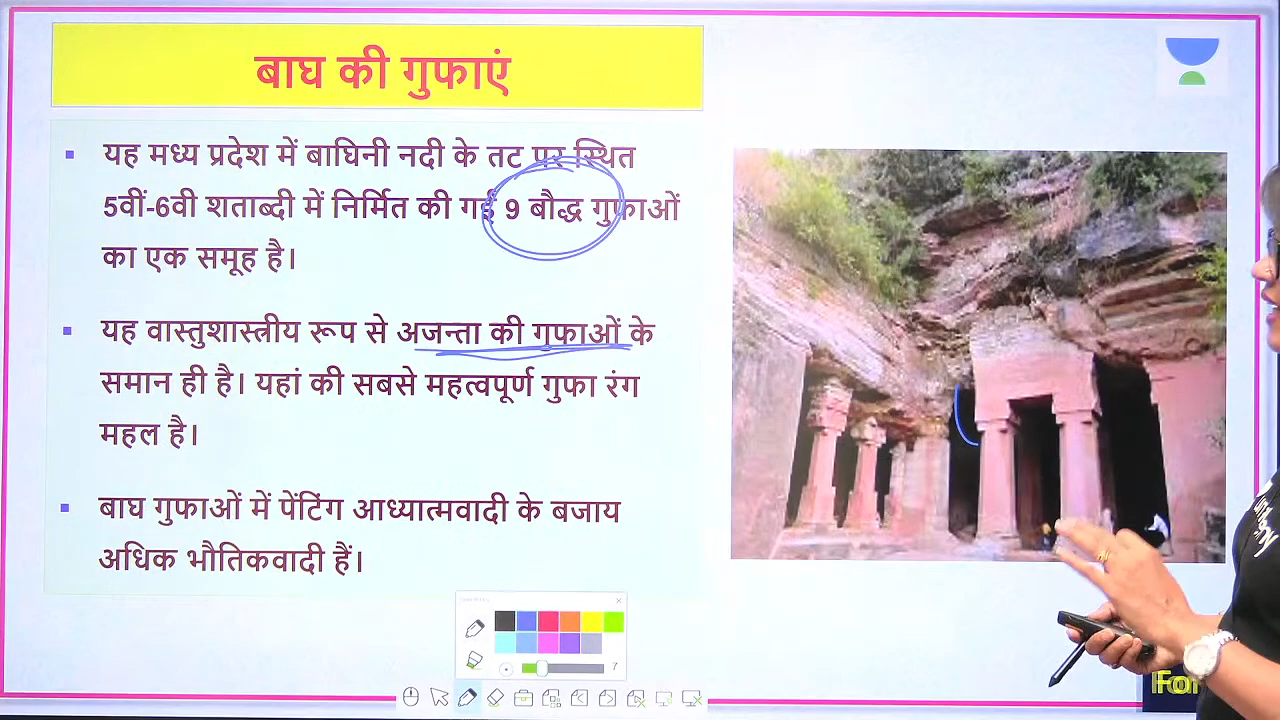 बाघ की गुफाएं
यह मध्य प्रदेश में बाघिनी नदी के तट पर स्थित
5वीं-6वी शताब्दी में निर्मित की गई 9 बौद्ध गुफाओं
का एक समूह है।
यह वास्तुशास्त्रीय रूप से अजन्ता की गुफाओं के
समान ही है। यहां की सबसे महत्वपूर्ण गुफा रंग
महल है।
बाघ गुफाओं में पेंटिंग आध्यात्मवादी के बजाय
अधिक भौतिकवादी हैं।
7